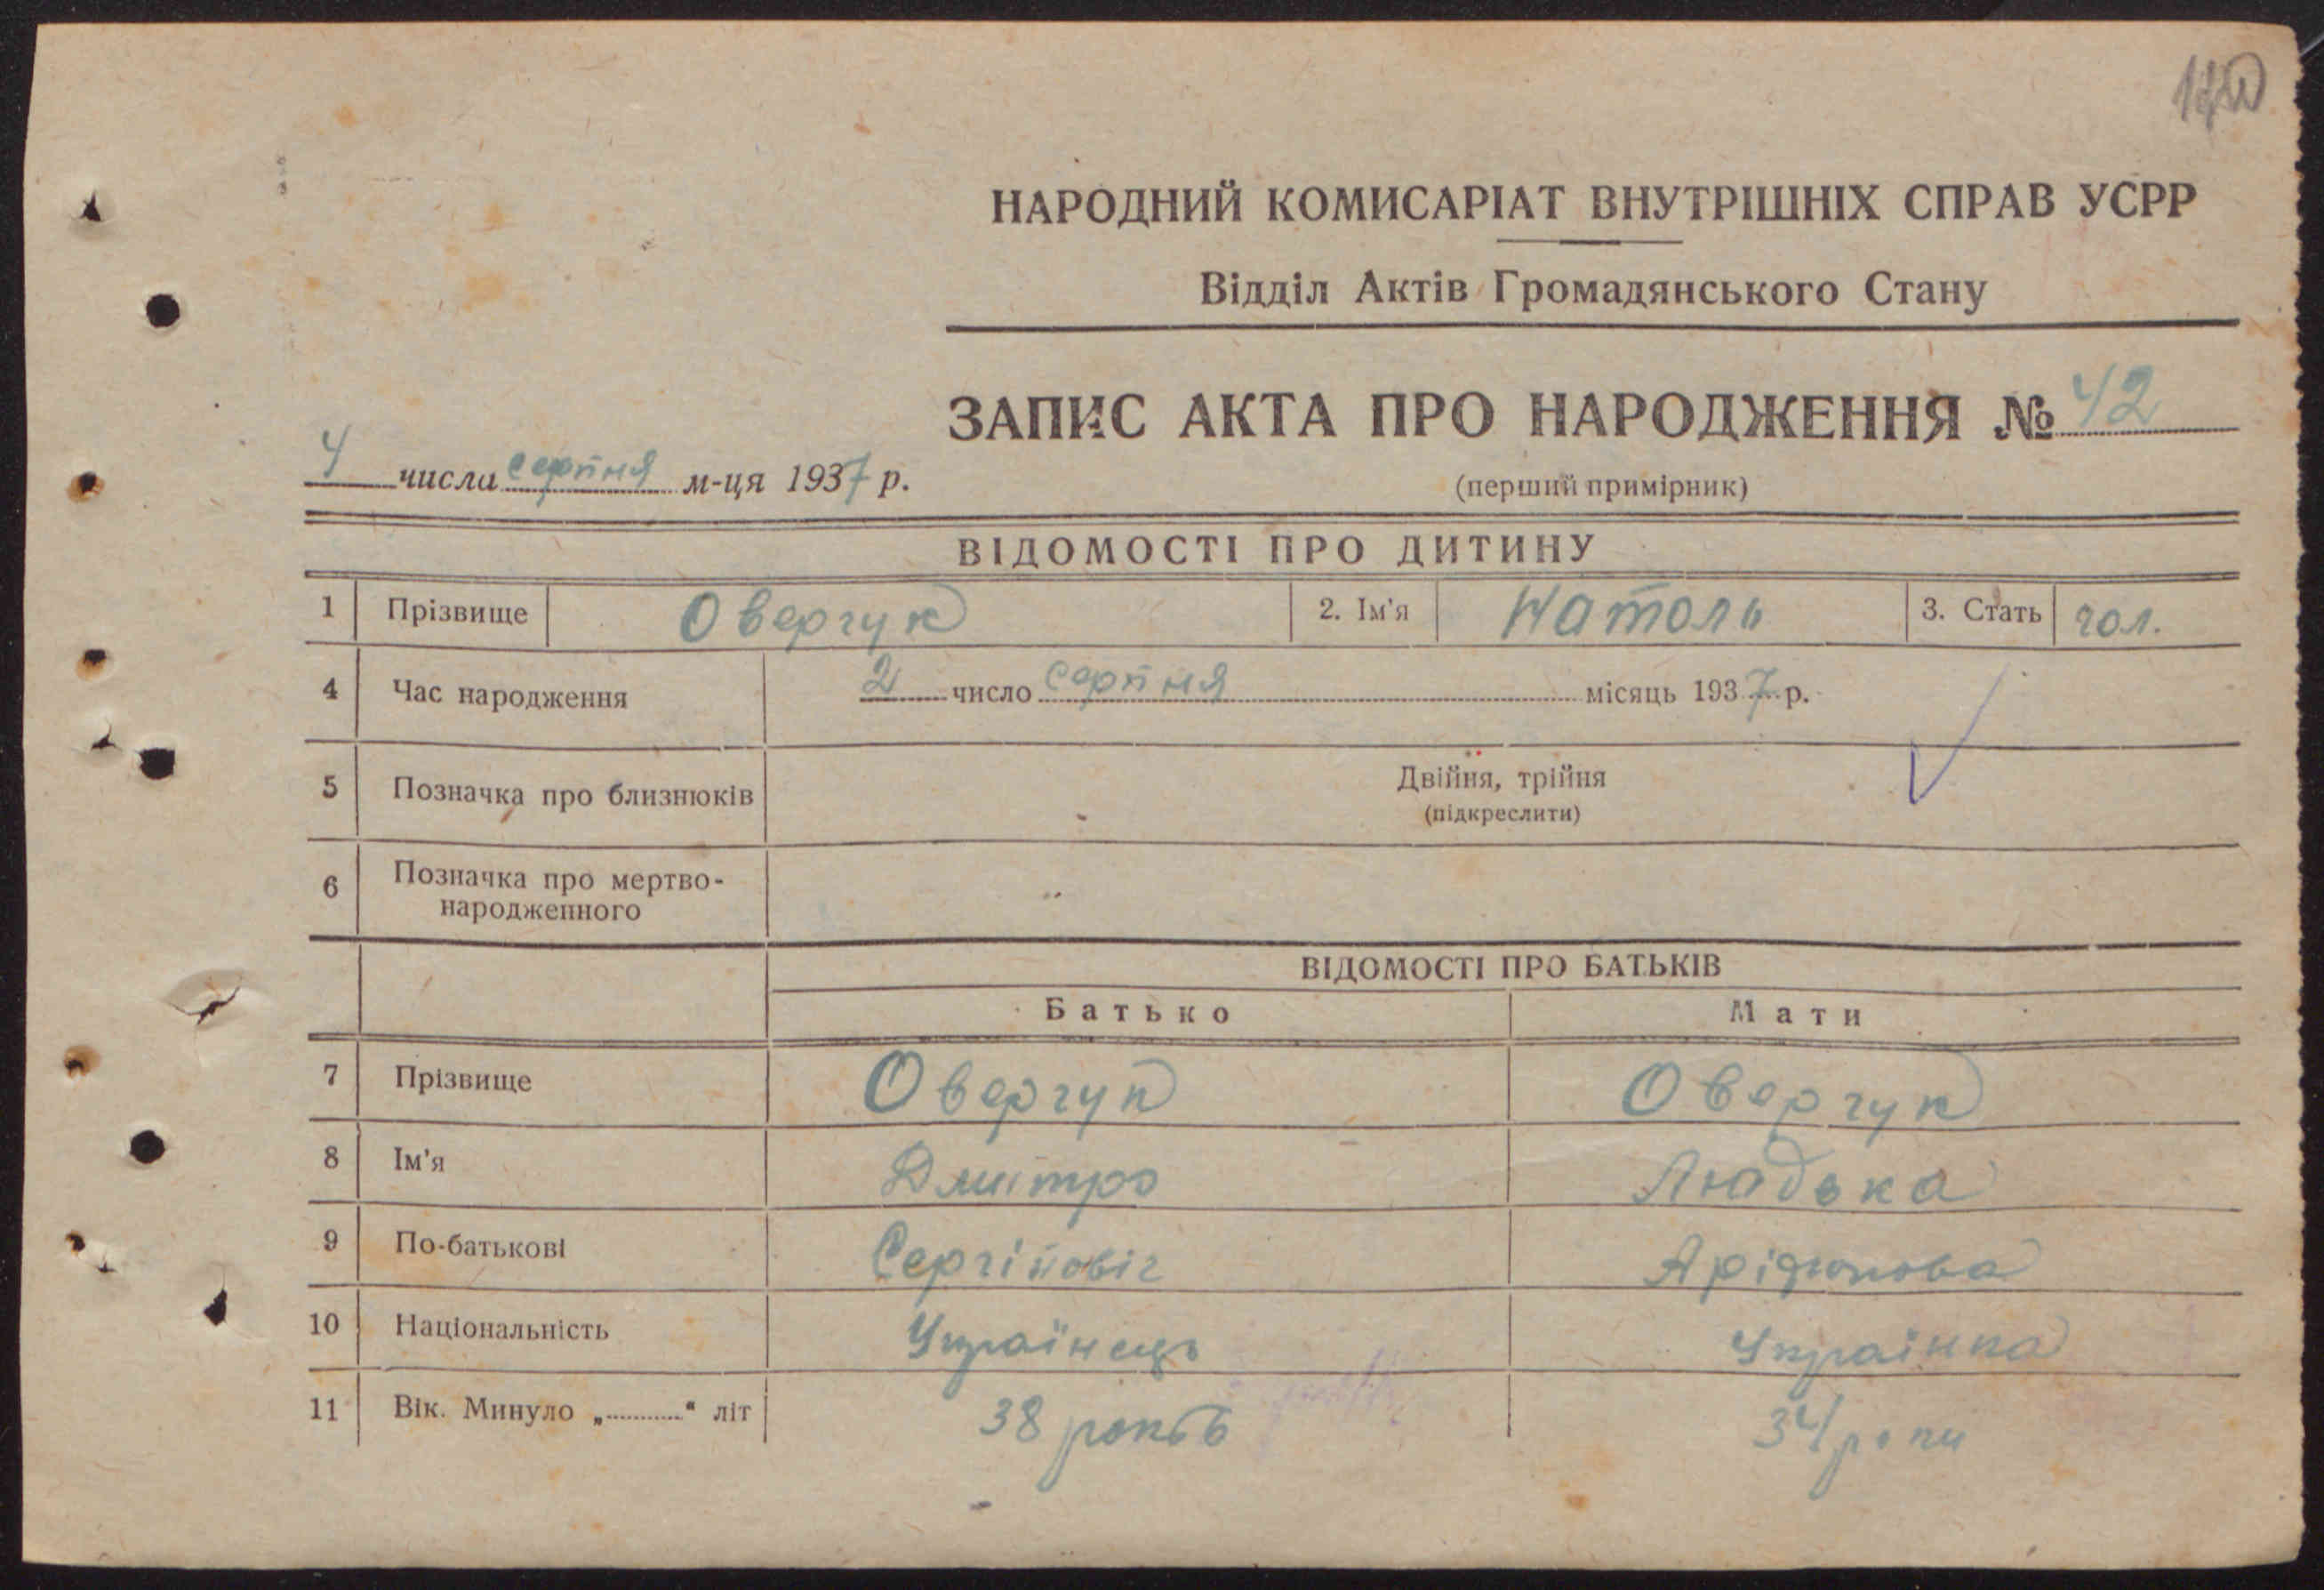 НАРОДНИЙ КОМИСАРІАТ ВНУТРІШНІХ СПРАВ УСРР
Відділ Актів Громадянського Стану
ЗАПИС АКТА ПРО НАРОДЖЕННЯ № 42
4 числа серпня м-ця 1937 р.
(перший примірник)
ВІДОМОСТІ ПРО ДИТИНУ
1 Прізвище Оверчук 2. Ім'я Натоль 3. Стать чол.
4 Час народження 2 число серпня місяць 1937 р.
5 Позначка про близнюків Двійня, трійня
(підкреслити)
6 Позначка про мертво-
народженного
ВІДОМОСТІ ПРО БАТЬКІВ
Батько Мати
7 Прізвище Оверчук Оверчук
8 Ім'я Дмитро Людька
9 По-батькові Сергійовіч
10 Національність Українець Українка
11 Вік. Минуло „..........“ літ 38 років 34 роки